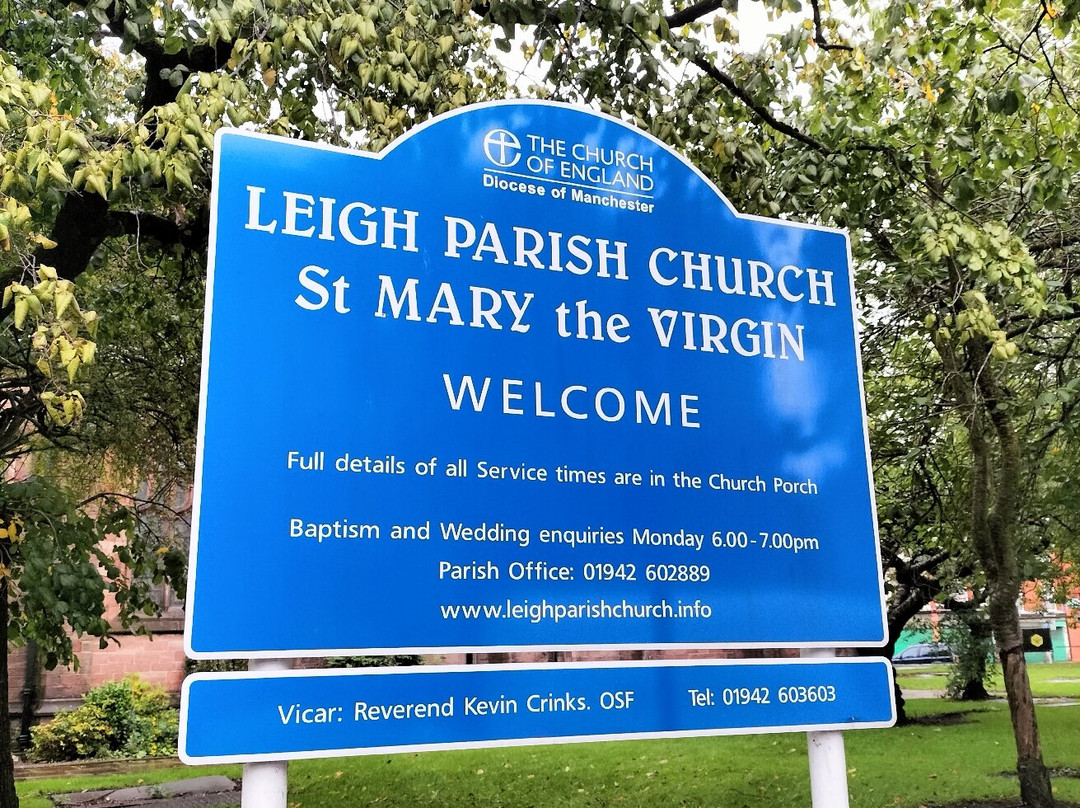 THE CHURCH
OF ENGLAND
Diocese of Manchester
LEIGH PARISH CHURCH
St MARY the VIRGIN
WELCOME
Full details of all Service times are in the Church Porch
Baptism and Wedding enquiries Monday 6.00-7.00pm
Parish Office: 01942 602889
www.leighparishchurch.info
Vicar: Reverend Kevin Crinks. OSF Tel: 01942 603603